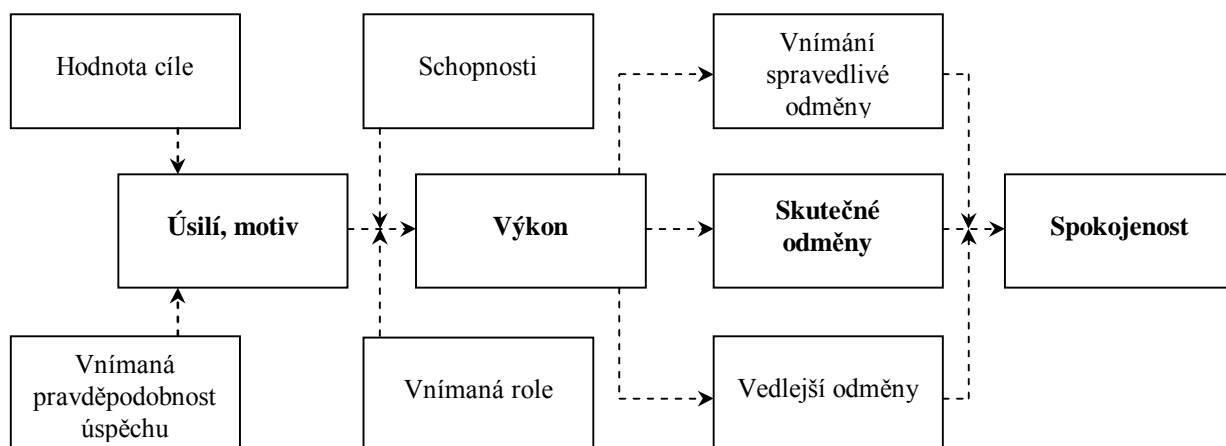 Hodnota cíle
Schopnosti
Vnímání
spravedlivé
odměny
Úsilí, motiv
Výkon
Skutečné
odměny
Spokojenost
Vnímaná
pravděpodobnost
úspěchu
Vnímaná role
Vedlejší odměny